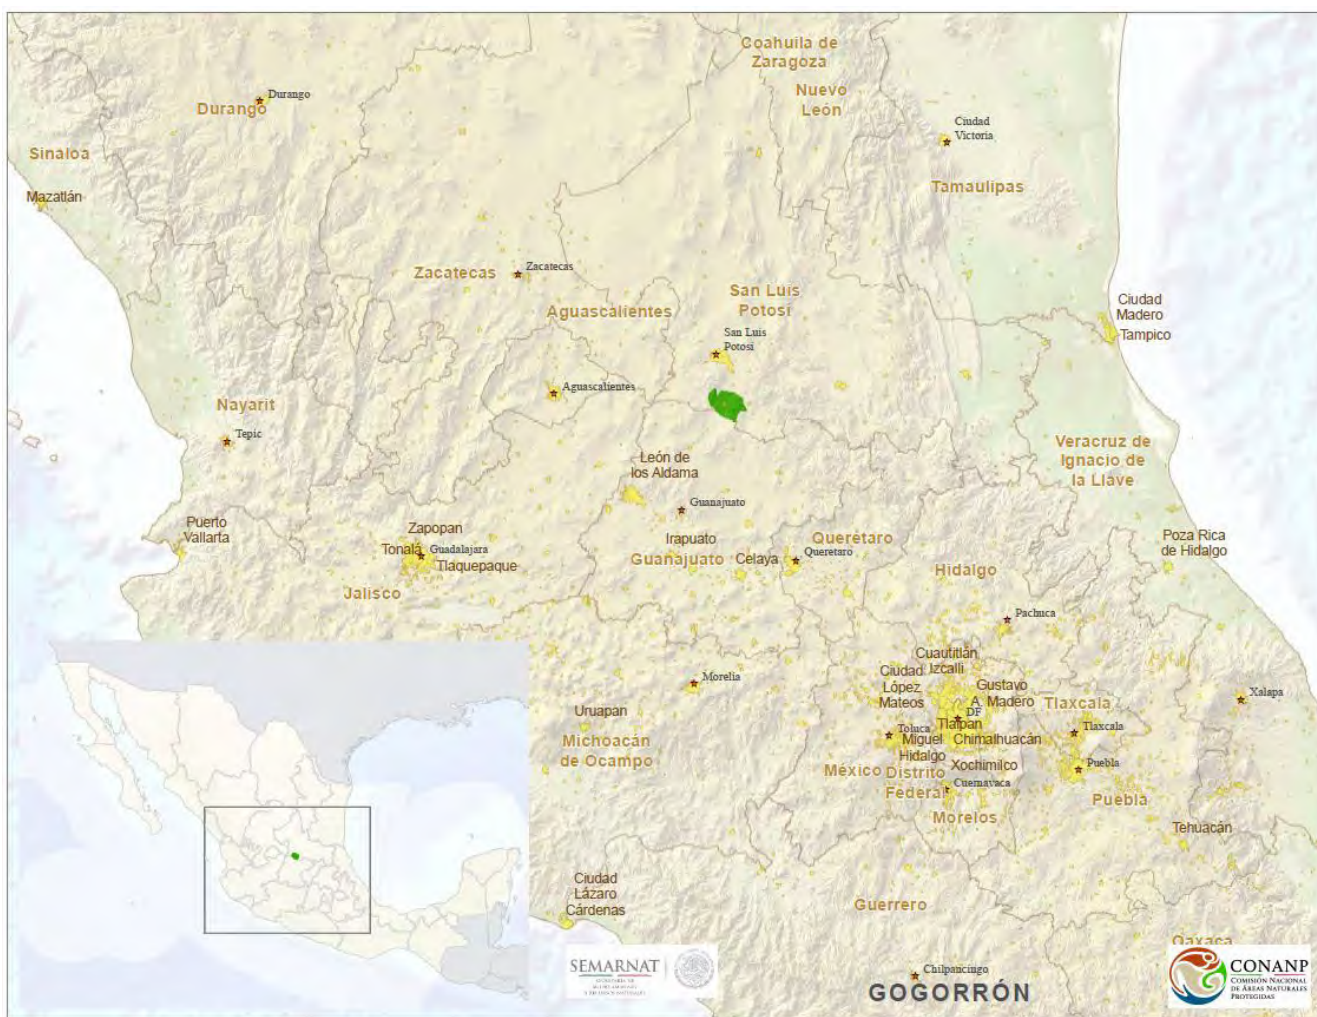 Coahuila de
Zaragoza
Nuevo
León
Durango
Durango
Ciudad
Victoria
Sinaloa
Tamaulipas
Mazatlán
Zacatecas
Zacatecas
San Luis
Potosí
Aguascalientes
Ciudad
Madero
Tampico
San Luis
Potosí
Aguascalientes
Nayarit
Tepic
Veracruz de
Ignacio de
la Llave
León de
los Aldama
Guanajuato
Puerto
Vallarta
Zapopan
Tonalá
Guadalajara
Tlaquepaque
Jalisco
Irapuato
Guanajuato
Celaya
Querétaro
Querétaro
Poza Rica
de Hidalgo
Hidalgo
Pachuca
Cuautitlán
Izcalli
Ciudad
López
Mateos
Gustavo
A. Madero
DF
Morelia
Xalapa
Tlaxcala
Tlaxcala
Uruapan
Michoacán
de Ocampo
Toluca
Tlalpan
Miguel
Hidalgo
Chimalhuacán
Xochimilco
Puebla
México
Distrito
Federal
Cuernavaca
Morelos
Puebla
Tehuacán
Ciudad
Lázaro
Cárdenas
Guerrero
Oaxaca
Chilpancingo
GOGORRÓN
SEMARNAT
CONANP
COMISIÓN NACIONAL
DE ÁREAS NATURALES
PROTEGIDAS